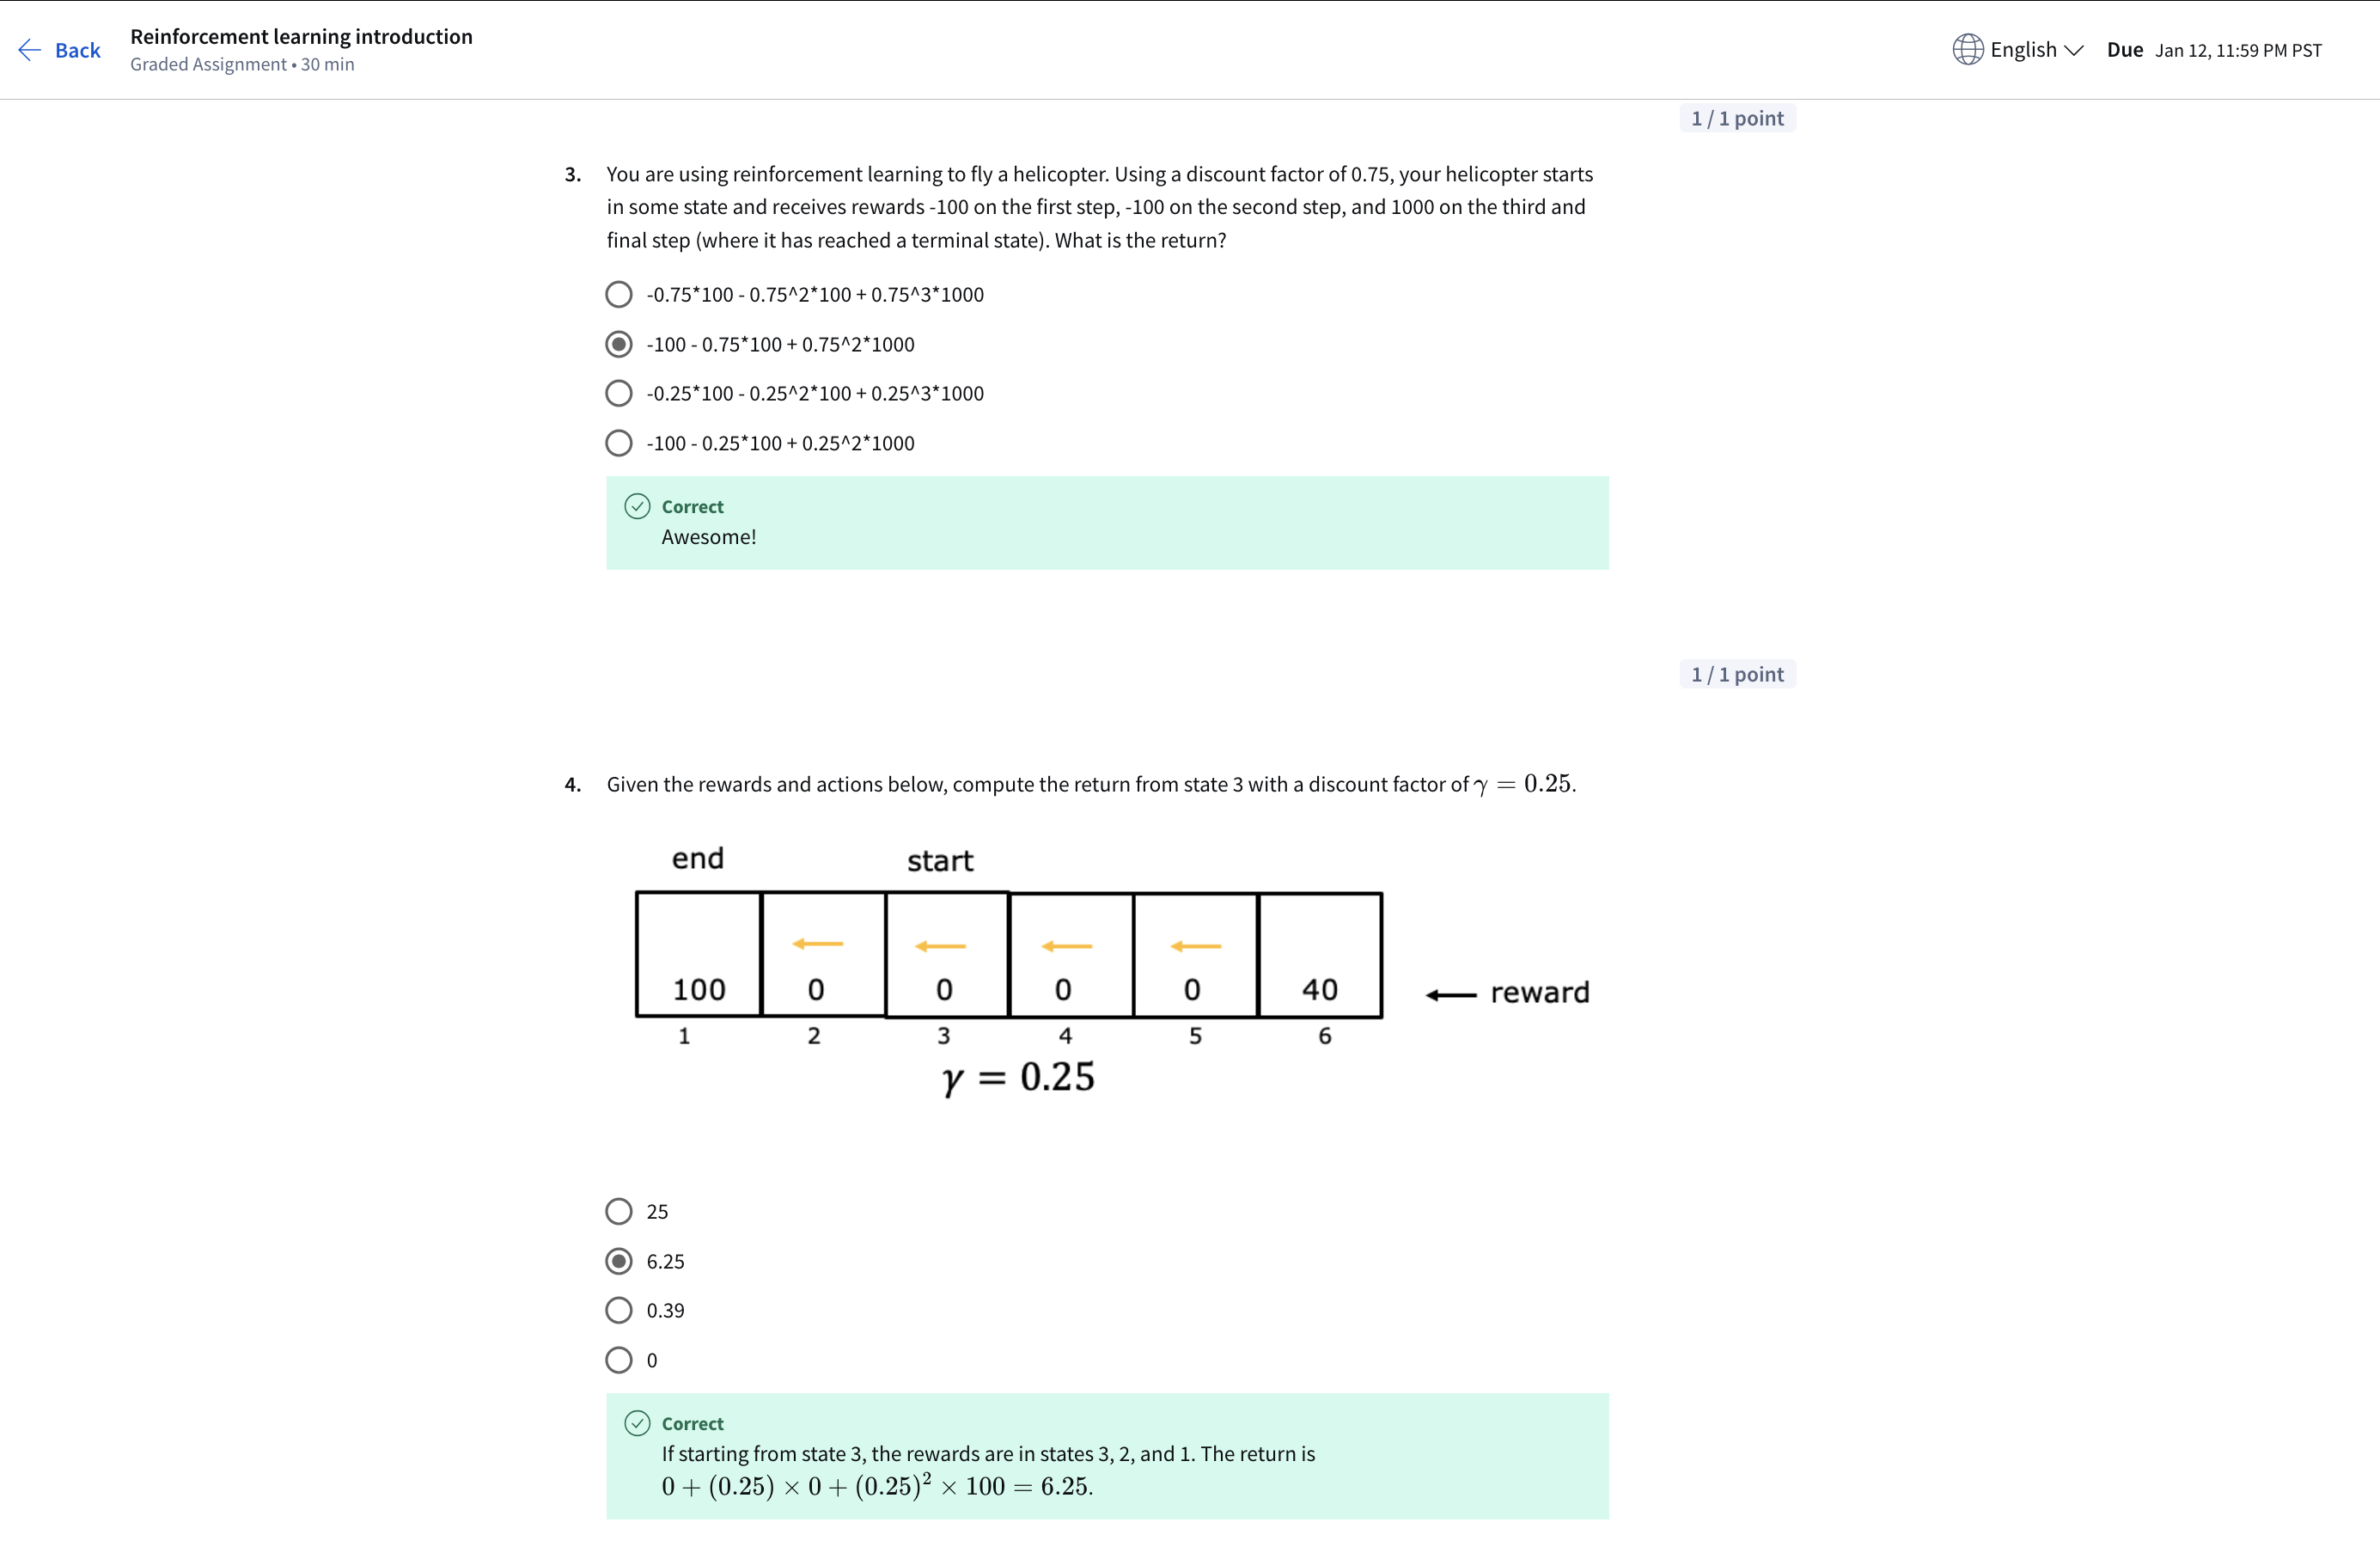 Back
Reinforcement learning introduction
Graded Assignment • 30 min
English
Due Jan 12, 11:59 PM PST
1 / 1 point
3. You are using reinforcement learning to fly a helicopter. Using a discount factor of 0.75, your helicopter starts
in some state and receives rewards -100 on the first step, -100 on the second step, and 1000 on the third and
final step (where it has reached a terminal state). What is the return?
-0.75*100 - 0.75^2*100 + 0.75^3*1000
-100 - 0.75*100 + 0.75^2*1000
-0.25*100 - 0.25^2*100 + 0.25^3*1000
-100 - 0.25*100 + 0.25^2*1000
Correct
Awesome!
1 / 1 point
4. Given the rewards and actions below, compute the return from state 3 with a discount factor of γ = 0.25.
end start
100 0 0 0 0 40 ← reward
1 2 3 4 5 6
γ = 0.25
25
6.25
0.39
0
Correct
If starting from state 3, the rewards are in states 3, 2, and 1. The return is
0 + (0.25) × 0 + (0.25)² × 100 = 6.25.